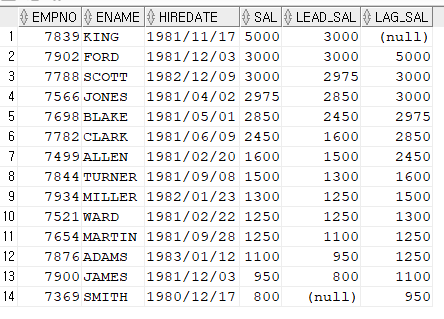 EMPNO ENAME HIREDATE SAL LEAD_SAL LAG_SAL
1 7839 KING 1981/11/17 5000 3000 (null)
2 7902 FORD 1981/12/03 3000 3000 5000
3 7788 SCOTT 1982/12/09 3000 2975 3000
4 7566 JONES 1981/04/02 2975 2850 3000
5 7698 BLAKE 1981/05/01 2850 2450 2975
6 7782 CLARK 1981/06/09 2450 1600 2850
7 7499 ALLEN 1981/02/20 1600 1500 2450
8 7844 TURNER 1981/09/08 1500 1300 1600
9 7934 MILLER 1982/01/23 1300 1250 1500
10 7521 WARD 1981/02/22 1250 1250 1300
11 7654 MARTIN 1981/09/28 1250 1100 1250
12 7876 ADAMS 1983/01/12 1100 950 1250
13 7900 JAMES 1981/12/03 950 800 1100
14 7369 SMITH 1980/12/17 800 (null) 950